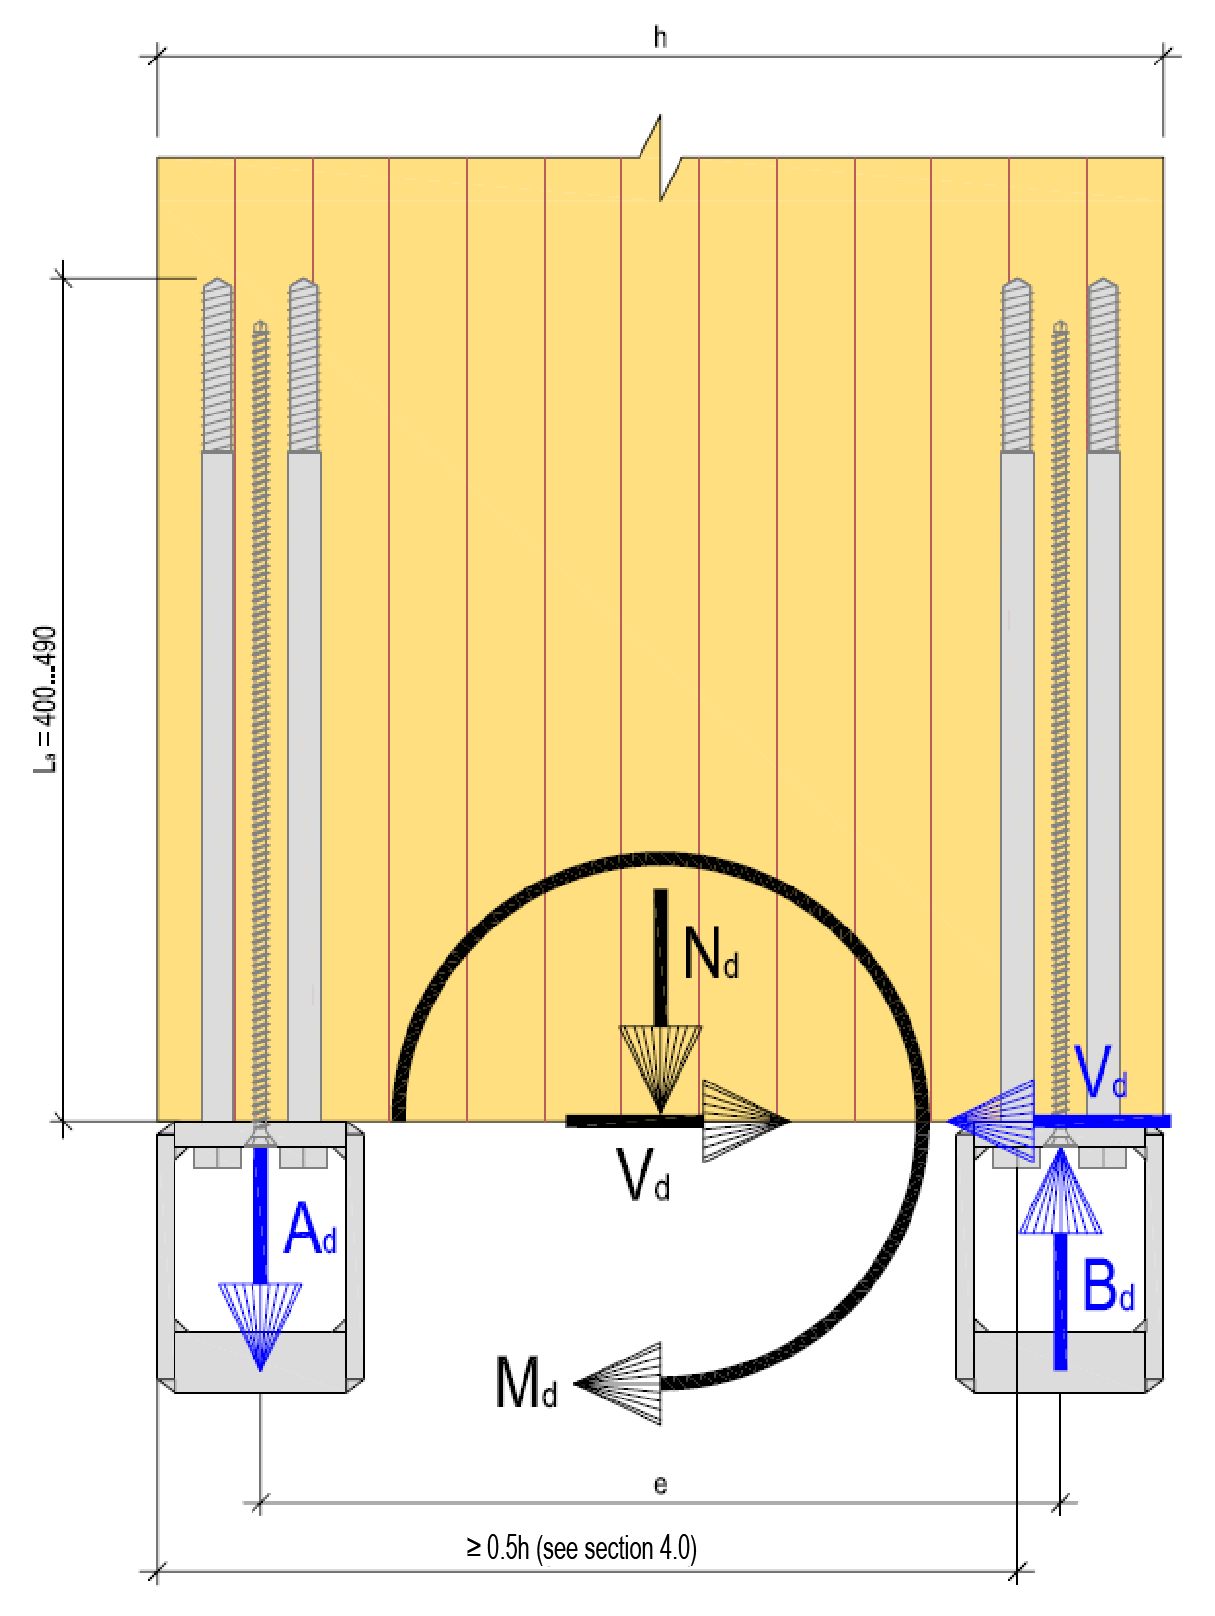 h
Lₐ = 400...490
Nd
Vd
Vd
Ad
Bd
Md
e
≥ 0.5h (see section 4.0)